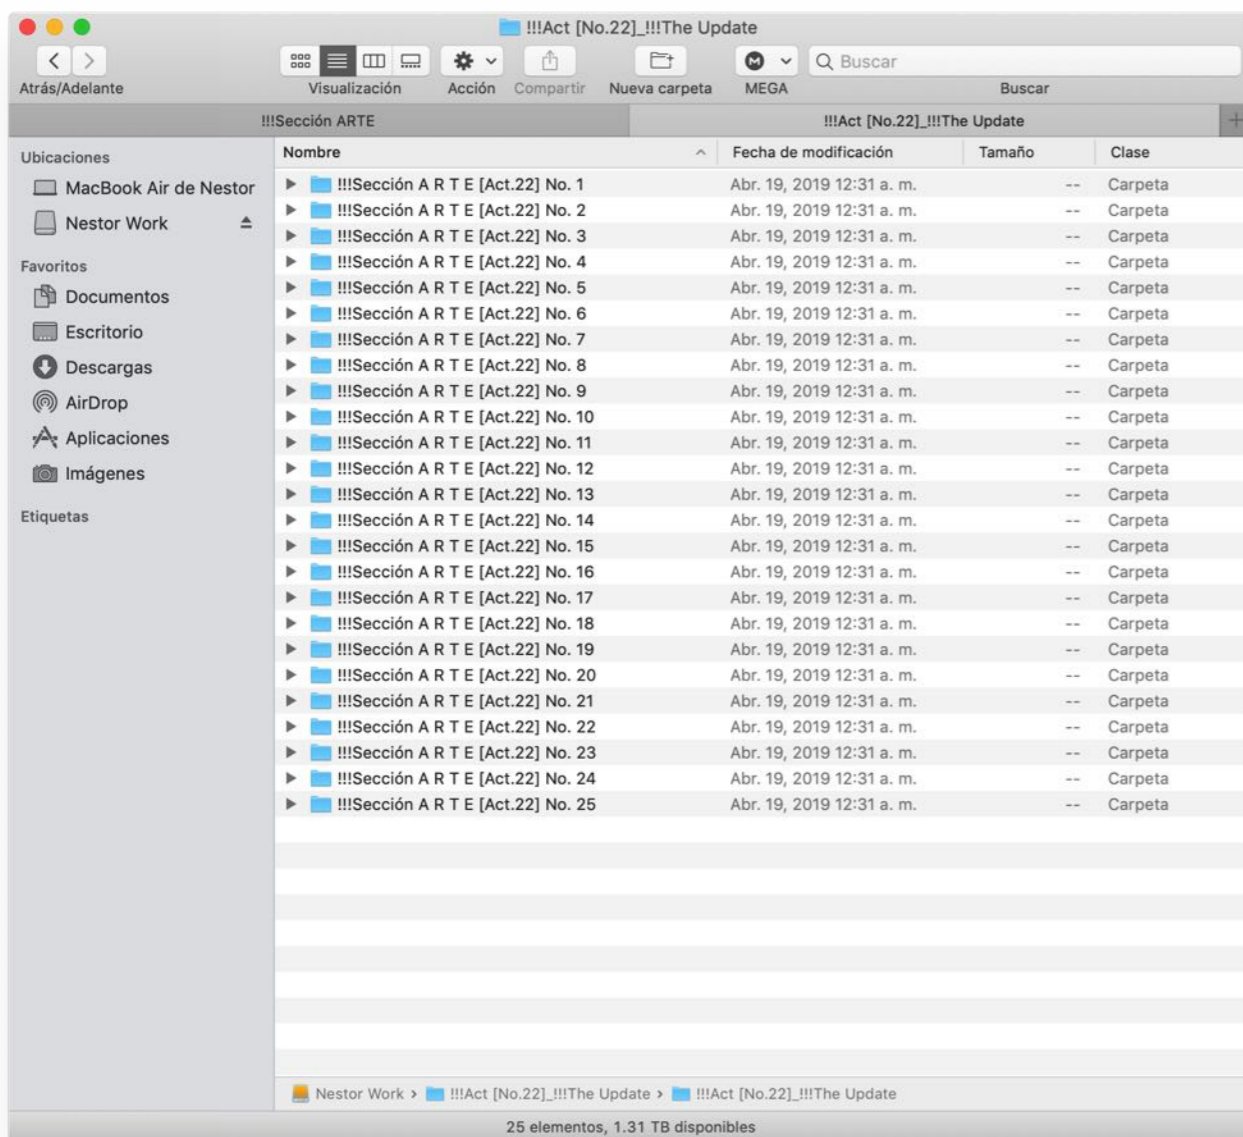 !!!Act [No.22]_!!!The Update
Buscar
Atrás/Adelante Visualización Acción Compartir Nueva carpeta MEGA Buscar
!!!Sección ARTE !!!Act [No.22]_!!!The Update
Ubicaciones
MacBook Air de Nestor
Nestor Work
Favoritos
Documentos
Escritorio
Descargas
AirDrop
Aplicaciones
Imágenes
Etiquetas
Nombre Fecha de modificación Tamaño Clase
!!!Sección A R T E [Act.22] No. 1 Abr. 19, 2019 12:31 a. m. -- Carpeta
!!!Sección A R T E [Act.22] No. 2 Abr. 19, 2019 12:31 a. m. -- Carpeta
!!!Sección A R T E [Act.22] No. 3 Abr. 19, 2019 12:31 a. m. -- Carpeta
!!!Sección A R T E [Act.22] No. 4 Abr. 19, 2019 12:31 a. m. -- Carpeta
!!!Sección A R T E [Act.22] No. 5 Abr. 19, 2019 12:31 a. m. -- Carpeta
!!!Sección A R T E [Act.22] No. 6 Abr. 19, 2019 12:31 a. m. -- Carpeta
!!!Sección A R T E [Act.22] No. 7 Abr. 19, 2019 12:31 a. m. -- Carpeta
!!!Sección A R T E [Act.22] No. 8 Abr. 19, 2019 12:31 a. m. -- Carpeta
!!!Sección A R T E [Act.22] No. 9 Abr. 19, 2019 12:31 a. m. -- Carpeta
!!!Sección A R T E [Act.22] No. 10 Abr. 19, 2019 12:31 a. m. -- Carpeta
!!!Sección A R T E [Act.22] No. 11 Abr. 19, 2019 12:31 a. m. -- Carpeta
!!!Sección A R T E [Act.22] No. 12 Abr. 19, 2019 12:31 a. m. -- Carpeta
!!!Sección A R T E [Act.22] No. 13 Abr. 19, 2019 12:31 a. m. -- Carpeta
!!!Sección A R T E [Act.22] No. 14 Abr. 19, 2019 12:31 a. m. -- Carpeta
!!!Sección A R T E [Act.22] No. 15 Abr. 19, 2019 12:31 a. m. -- Carpeta
!!!Sección A R T E [Act.22] No. 16 Abr. 19, 2019 12:31 a. m. -- Carpeta
!!!Sección A R T E [Act.22] No. 17 Abr. 19, 2019 12:31 a. m. -- Carpeta
!!!Sección A R T E [Act.22] No. 18 Abr. 19, 2019 12:31 a. m. -- Carpeta
!!!Sección A R T E [Act.22] No. 19 Abr. 19, 2019 12:31 a. m. -- Carpeta
!!!Sección A R T E [Act.22] No. 20 Abr. 19, 2019 12:31 a. m. -- Carpeta
!!!Sección A R T E [Act.22] No. 21 Abr. 19, 2019 12:31 a. m. -- Carpeta
!!!Sección A R T E [Act.22] No. 22 Abr. 19, 2019 12:31 a. m. -- Carpeta
!!!Sección A R T E [Act.22] No. 23 Abr. 19, 2019 12:31 a. m. -- Carpeta
!!!Sección A R T E [Act.22] No. 24 Abr. 19, 2019 12:31 a. m. -- Carpeta
!!!Sección A R T E [Act.22] No. 25 Abr. 19, 2019 12:31 a. m. -- Carpeta
Nestor Work › !!!Act [No.22]_!!!The Update › !!!Act [No.22]_!!!The Update
25 elementos, 1.31 TB disponibles